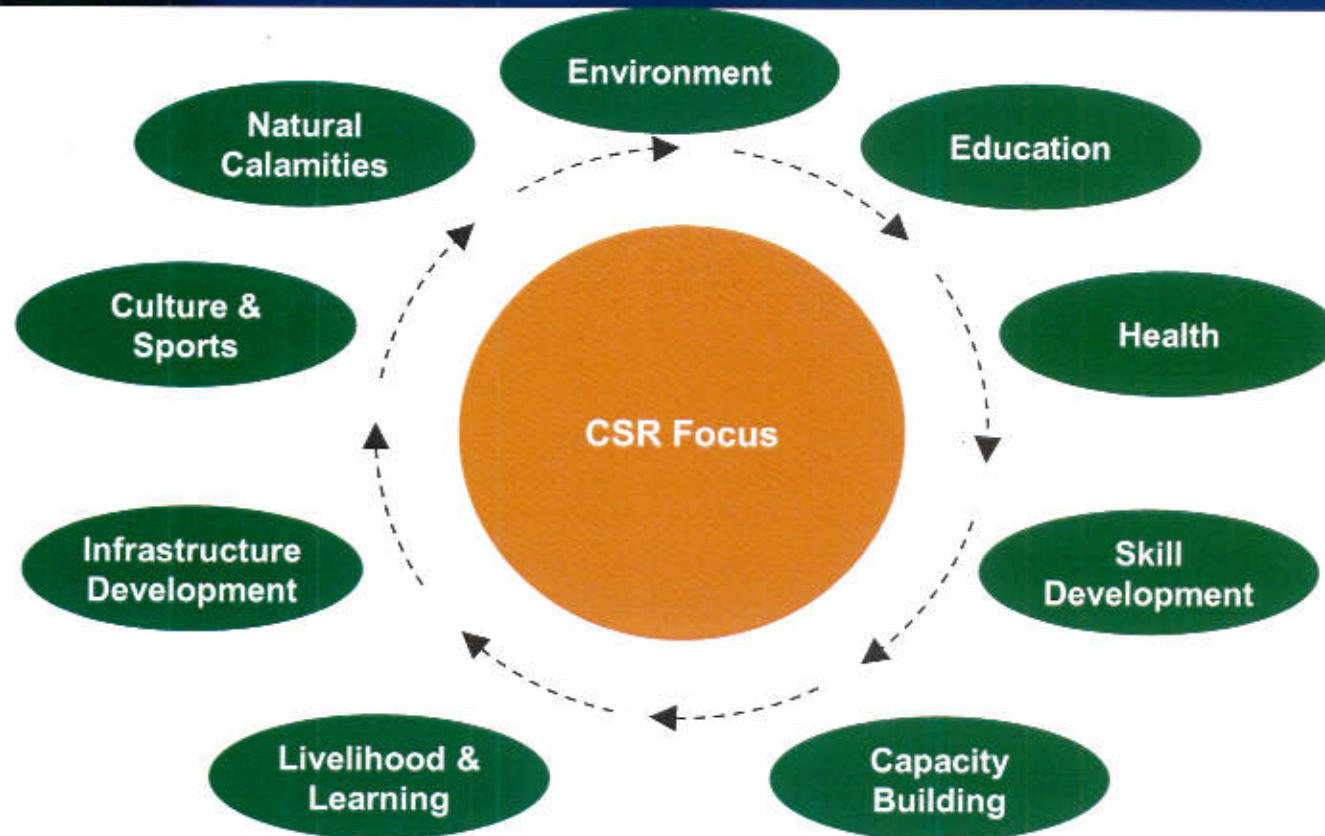 Environment
Education
Health
Skill
Development
Capacity
Building
Livelihood &
Learning
Infrastructure
Development
Culture &
Sports
Natural
Calamities
CSR Focus